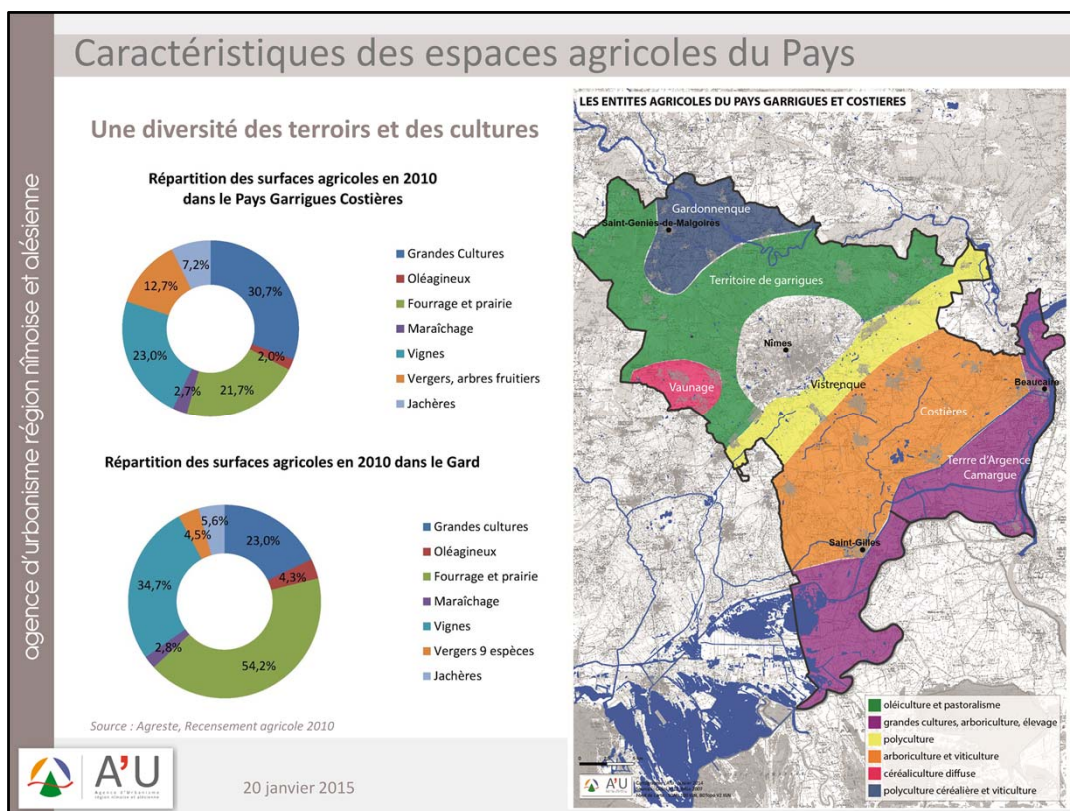 Caractéristiques des espaces agricoles du Pays
agence d'urbanisme région nîmoise et alésienne
Une diversité des terroirs et des cultures
Répartition des surfaces agricoles en 2010
dans le Pays Garrigues Costières
7,2%
12,7%
30,7%
23,0%
2,0%
2,7%
21,7%
Grandes Cultures
Oléagineux
Fourrage et prairie
Maraîchage
Vignes
Vergers, arbres fruitiers
Jachères
Répartition des surfaces agricoles en 2010 dans le Gard
5,6%
4,5%
23,0%
34,7%
4,3%
2,8%
54,2%
Grandes cultures
Oléagineux
Fourrage et prairie
Maraîchage
Vignes
Vergers 9 espèces
Jachères
Source : Agreste, Recensement agricole 2010
A'U
Agence d'Urbanisme
région nîmoise et alésienne
20 janvier 2015
LES ENTITES AGRICOLES DU PAYS GARRIGUES ET COSTIERES
Gardonnenque
Saint-Geniès-de-Malgoirès
Territoire de garrigues
Nîmes
Vaunage
Vistrenque
Beaucaire
Costières
Terrre d'Argence
Camargue
Saint-Gilles
oléiculture et pastoralisme
grandes cultures, arboriculture, élevage
polyculture
arboriculture et viticulture
céréaliculture diffuse
polyculture céréalière et viticulture
A'U